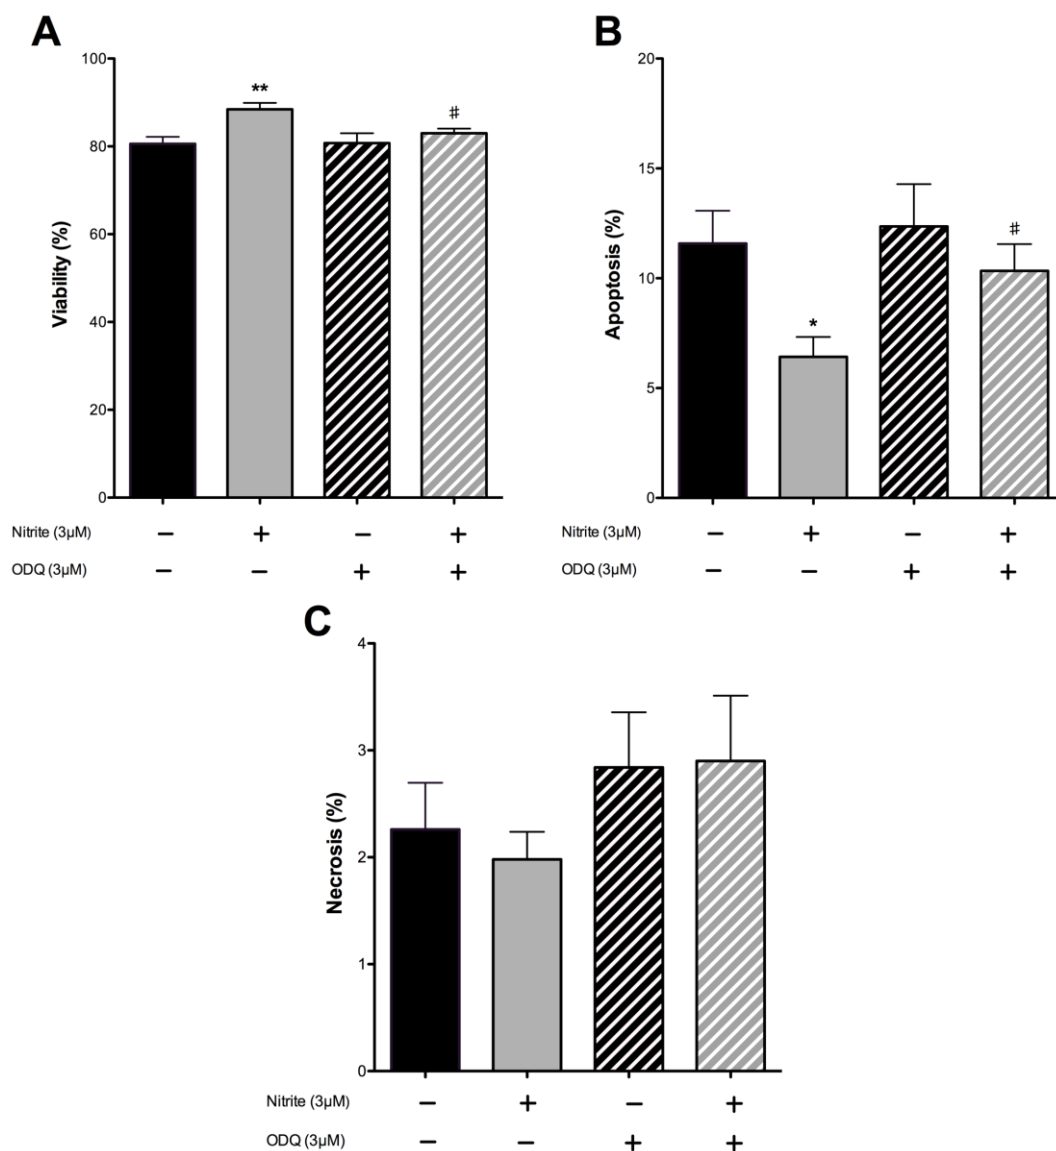 A
100
80
60
40
20
0
Viability (%)
**
#
Nitrite (3µM) − + − +
ODQ (3µM) − − + +
B
20
15
10
5
0
Apoptosis (%)
*
#
Nitrite (3µM) − + − +
ODQ (3µM) − − + +
C
4
3
2
1
0
Necrosis (%)
Nitrite (3µM) − + − +
ODQ (3µM) − − + +